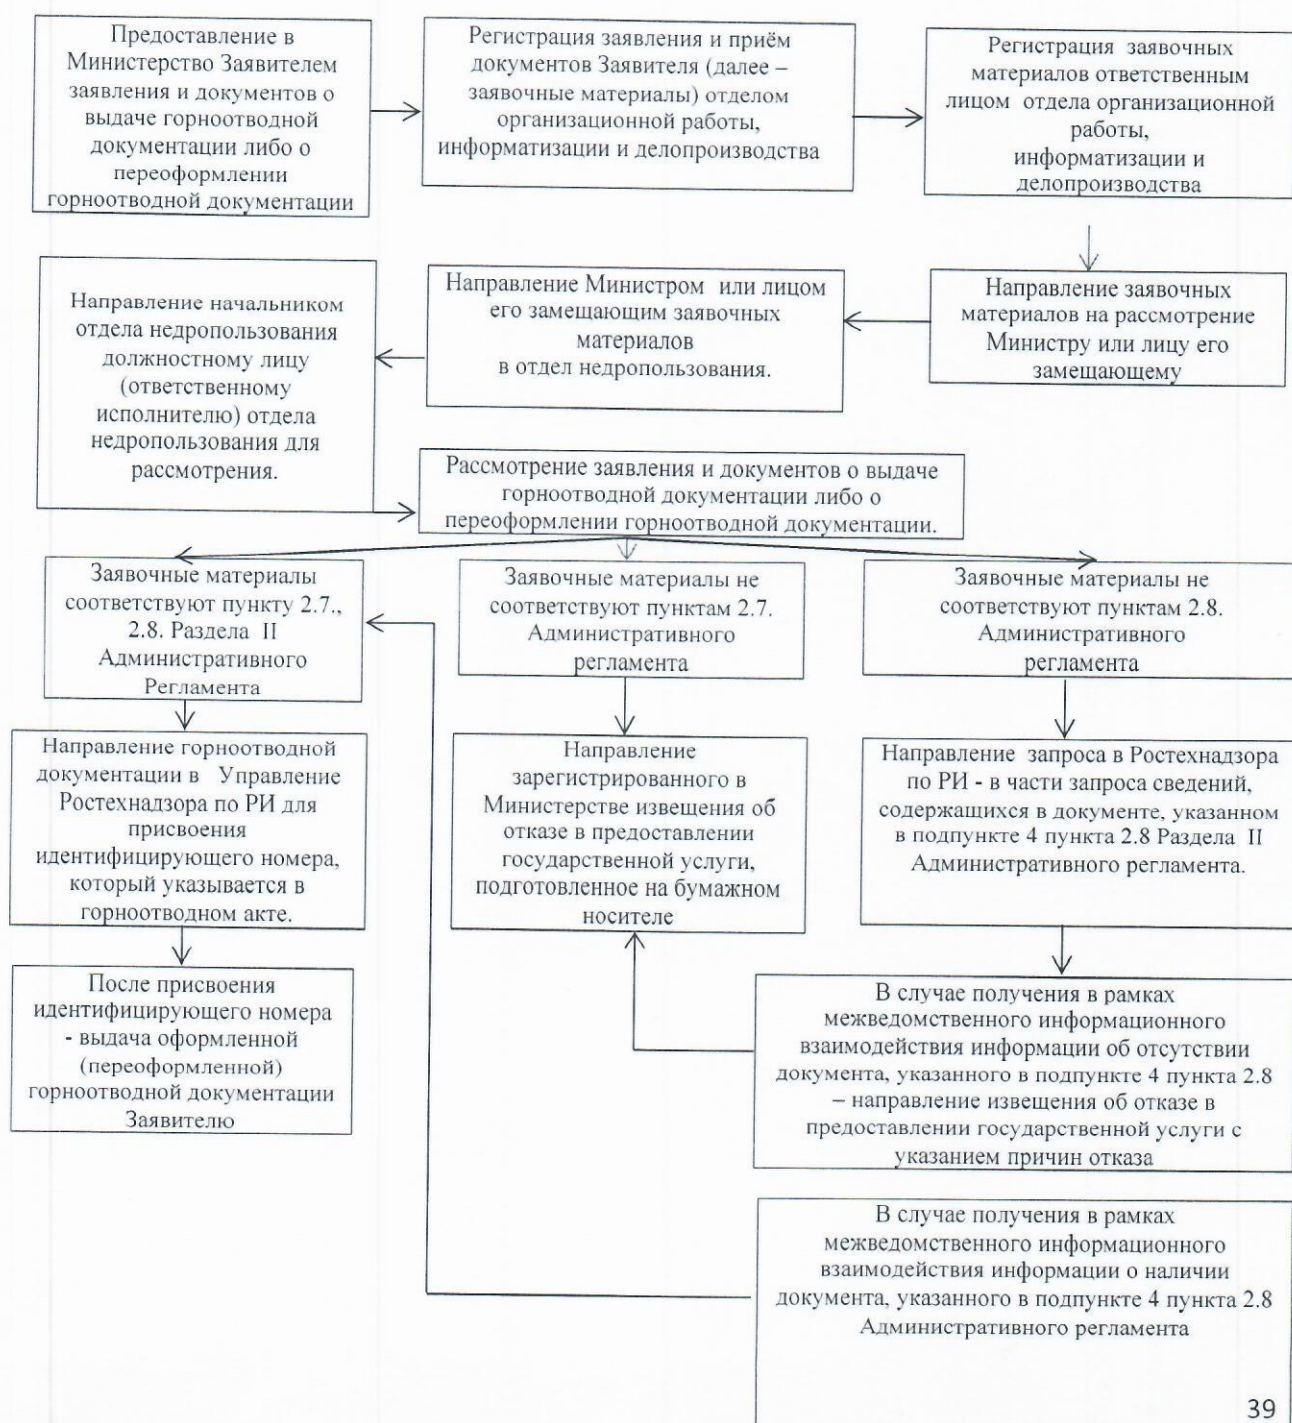 Предоставление в
Министерство Заявителем
заявления и документов о
выдаче горноотводной
документации либо о
переоформлении
горноотводной документации
Регистрация заявления и приём
документов Заявителя (далее –
заявочные материалы) отделом
организационной работы,
информатизации и делопроизводства
Регистрация заявочных
материалов ответственным
лицом отдела организационной
работы,
информатизации и
делопроизводства
Направление заявочных
материалов на рассмотрение
Министру или лицу его
замещающему
Направление Министром или лицом
его замещающим заявочных
материалов
в отдел недропользования.
Направление начальником
отдела недропользования
должностному лицу
(ответственному
исполнителю) отдела
недропользования для
рассмотрения.
Рассмотрение заявления и документов о выдаче
горноотводной документации либо о
переоформлении горноотводной документации.
Заявочные материалы
соответствуют пункту 2.7.,
2.8. Раздела II
Административного
Регламента
Заявочные материалы не
соответствуют пунктам 2.7.
Административного
регламента
Заявочные материалы не
соответствуют пунктам 2.8.
Административного
регламента
Направление горноотводной
документации в Управление
Ростехнадзора по РИ для
присвоения
идентифицирующего номера,
который указывается в
горноотводном акте.
Направление
зарегистрированного в
Министерстве извещения об
отказе в предоставлении
государственной услуги,
подготовленное на бумажном
носителе
Направление запроса в Ростехнадзора
по РИ - в части запроса сведений,
содержащихся в документе, указанном
в подпункте 4 пункта 2.8 Раздела II
Административного регламента.
После присвоения
идентифицирующего номера
- выдача оформленной
(переоформленной)
горноотводной документации
Заявителю
В случае получения в рамках
межведомственного информационного
взаимодействия информации об отсутствии
документа, указанного в подпункте 4 пункта 2.8
– направление извещения об отказе в
предоставлении государственной услуги с
указанием причин отказа
В случае получения в рамках
межведомственного информационного
взаимодействия информации о наличии
документа, указанного в подпункте 4 пункта 2.8
Административного регламента
39